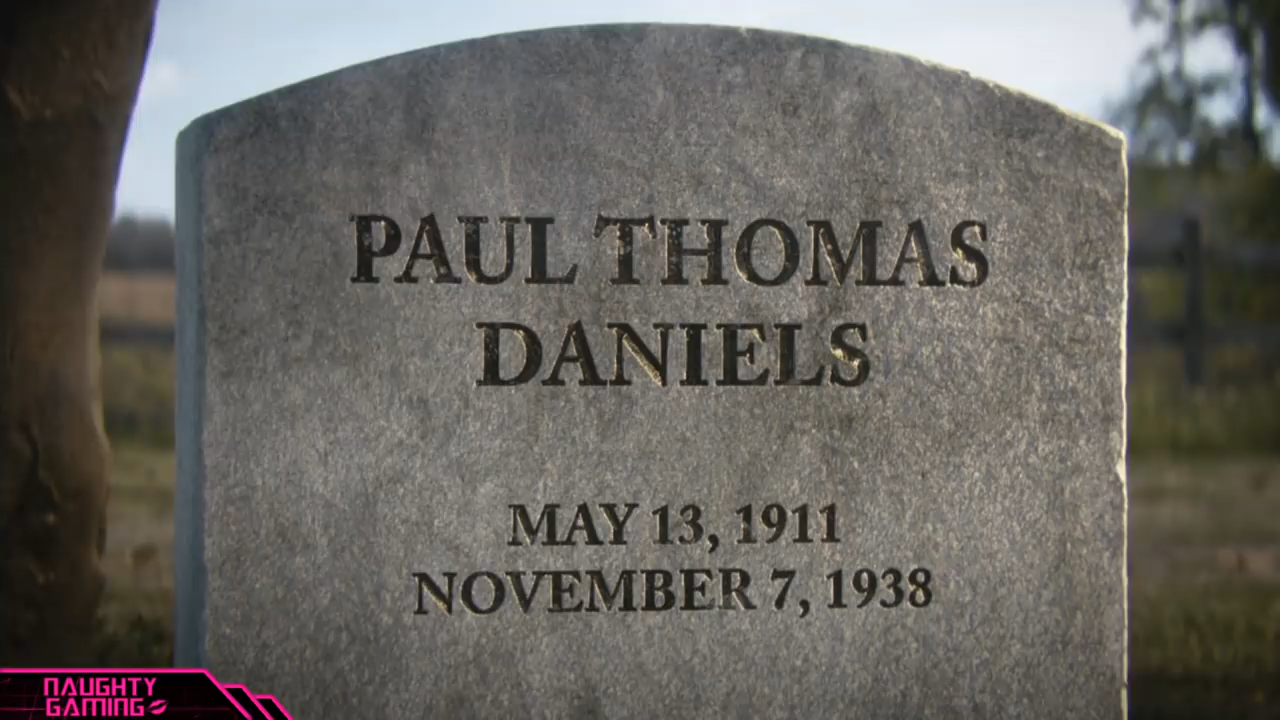 PAUL THOMAS
DANIELS
MAY 13, 1911
NOVEMBER 7, 1938
NAUGHTY
GAMING